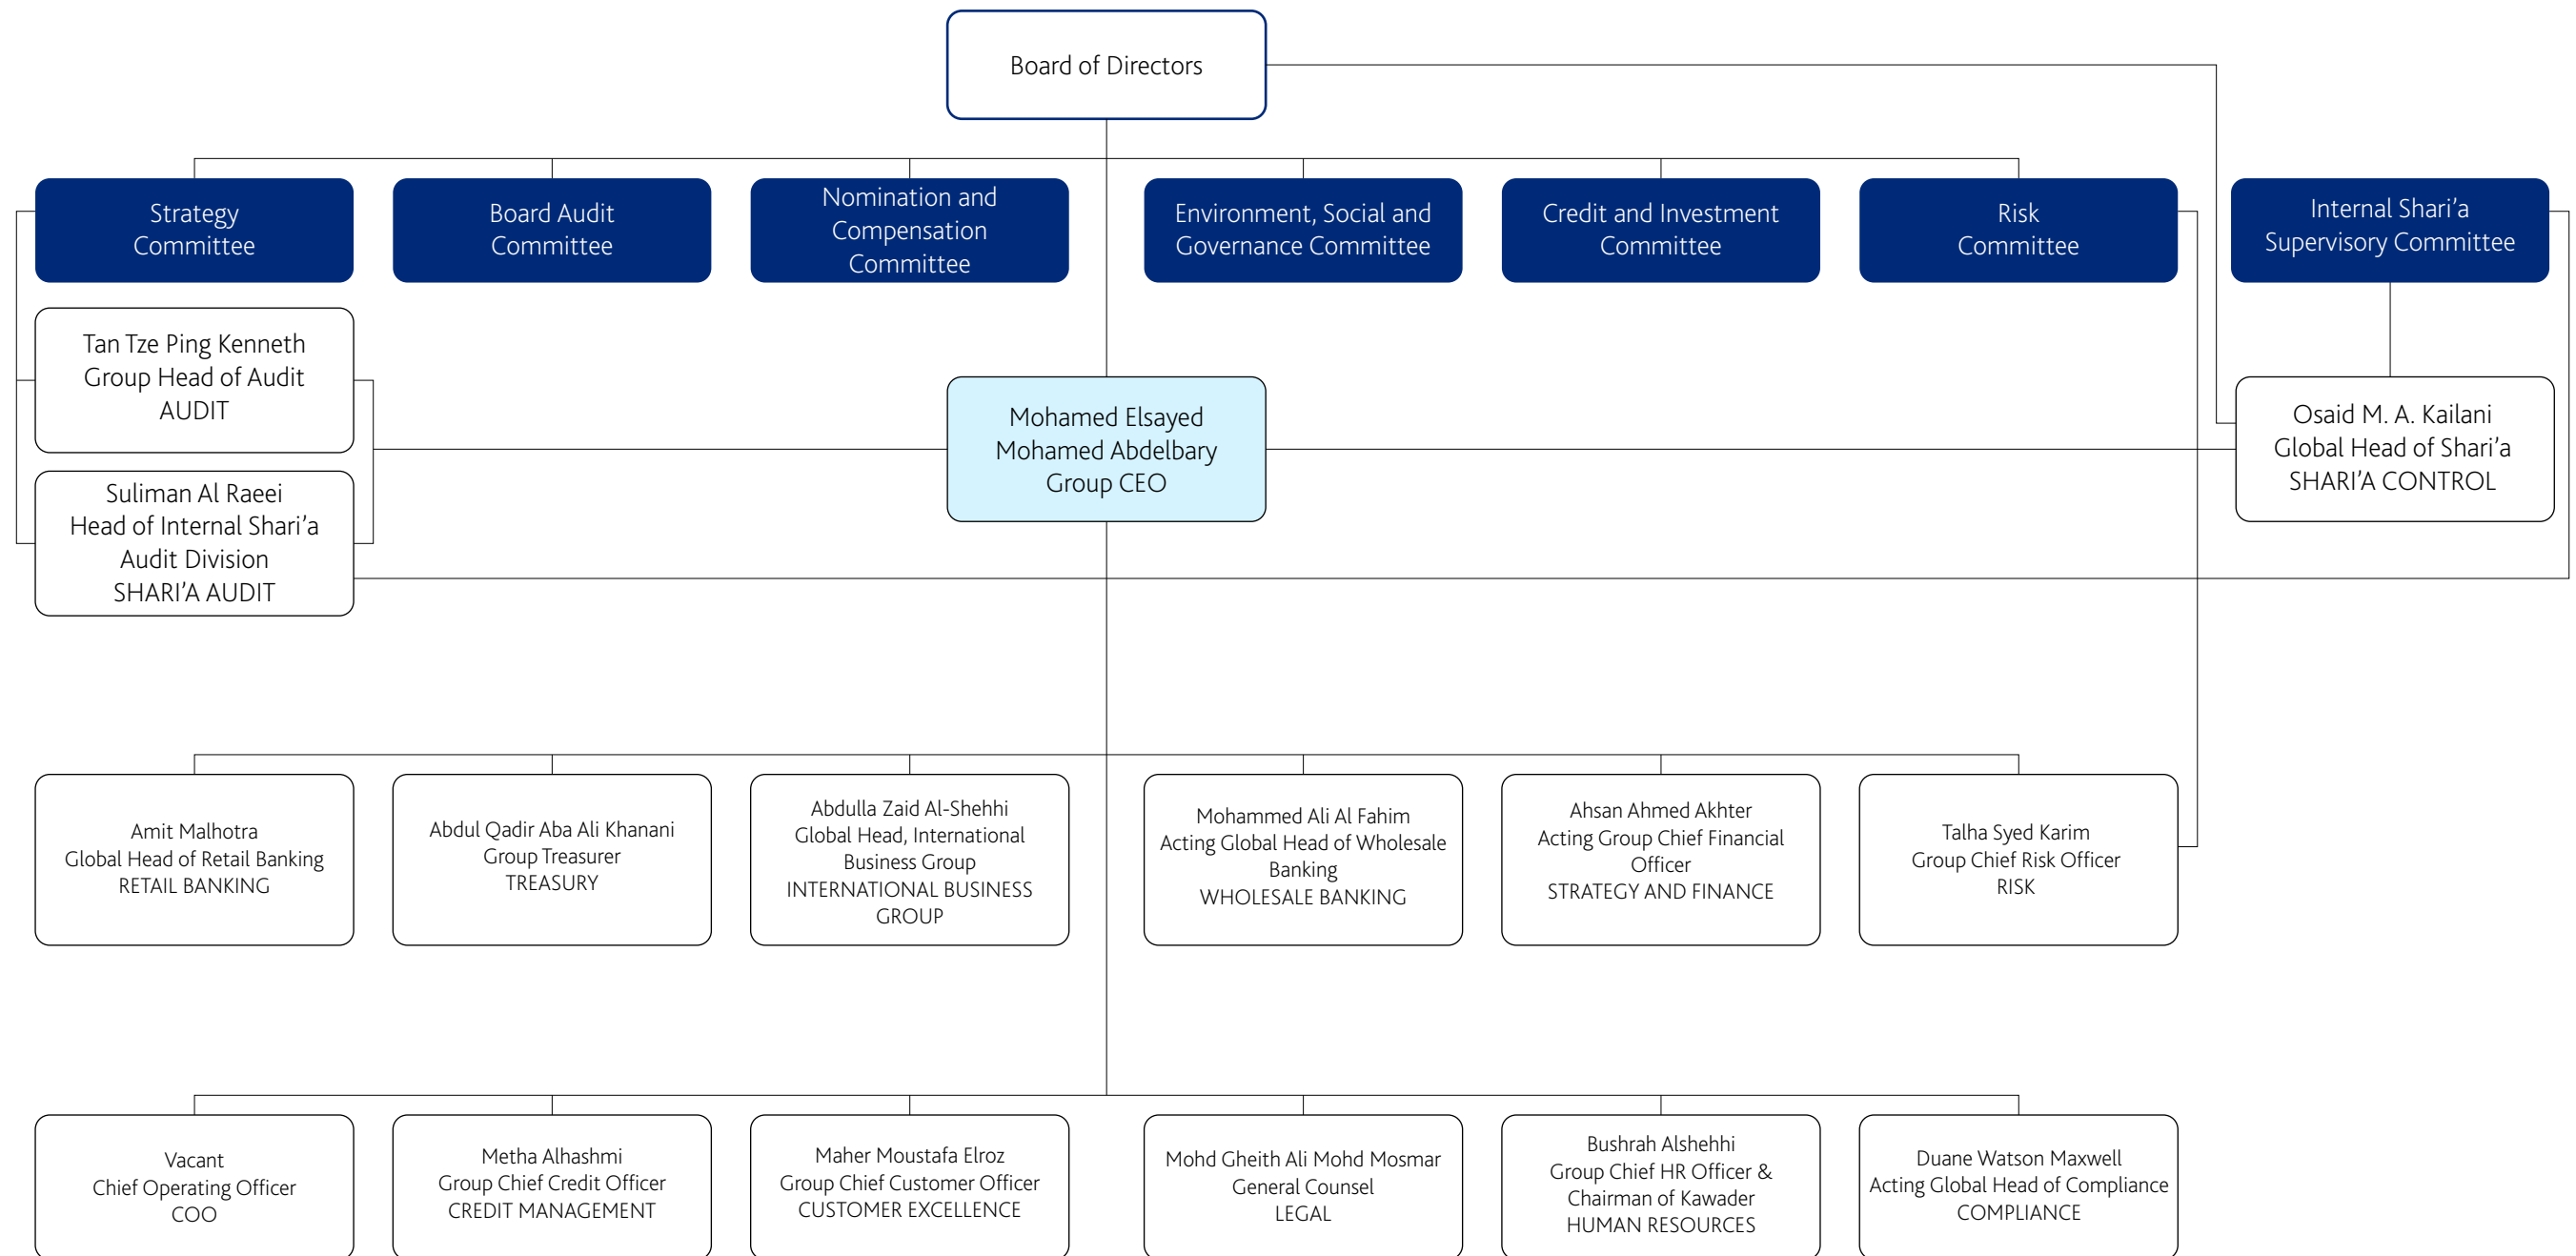 Board of Directors
Strategy
Committee
Board Audit
Committee
Nomination and
Compensation
Committee
Environment, Social and
Governance Committee
Credit and Investment
Committee
Risk
Committee
Internal Shari’a
Supervisory Committee
Tan Tze Ping Kenneth
Group Head of Audit
AUDIT
Mohamed Elsayed
Mohamed Abdelbary
Group CEO
Osaid M. A. Kailani
Global Head of Shari’a
SHARI’A CONTROL
Suliman Al Raeei
Head of Internal Shari’a
Audit Division
SHARI’A AUDIT
Amit Malhotra
Global Head of Retail Banking
RETAIL BANKING
Abdul Qadir Aba Ali Khanani
Group Treasurer
TREASURY
Abdulla Zaid Al-Shehhi
Global Head, International
Business Group
INTERNATIONAL BUSINESS
GROUP
Mohammed Ali Al Fahim
Acting Global Head of Wholesale
Banking
WHOLESALE BANKING
Ahsan Ahmed Akhter
Acting Group Chief Financial
Officer
STRATEGY AND FINANCE
Talha Syed Karim
Group Chief Risk Officer
RISK
Vacant
Chief Operating Officer
COO
Metha Alhashmi
Group Chief Credit Officer
CREDIT MANAGEMENT
Maher Moustafa Elroz
Group Chief Customer Officer
CUSTOMER EXCELLENCE
Mohd Gheith Ali Mohd Mosmar
General Counsel
LEGAL
Bushrah Alshehhi
Group Chief HR Officer &
Chairman of Kawader
HUMAN RESOURCES
Duane Watson Maxwell
Acting Global Head of Compliance
COMPLIANCE